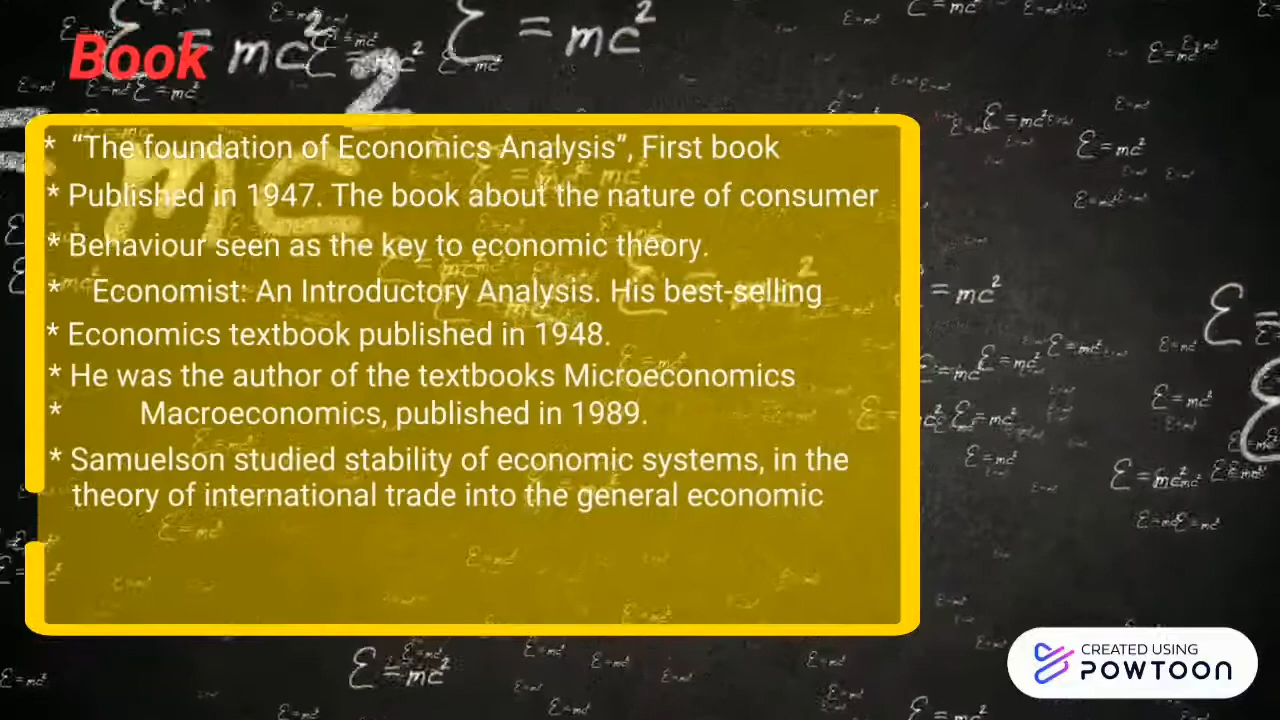 Book
* “The foundation of Economics Analysis”, First book
* Published in 1947. The book about the nature of consumer
* Behaviour seen as the key to economic theory.
* Economist: An Introductory Analysis. His best-selling
* Economics textbook published in 1948.
* He was the author of the textbooks Microeconomics
* Macroeconomics, published in 1989.
* Samuelson studied stability of economic systems, in the
theory of international trade into the general economic
Ɛ = mc²
CREATED USING
POWTOON